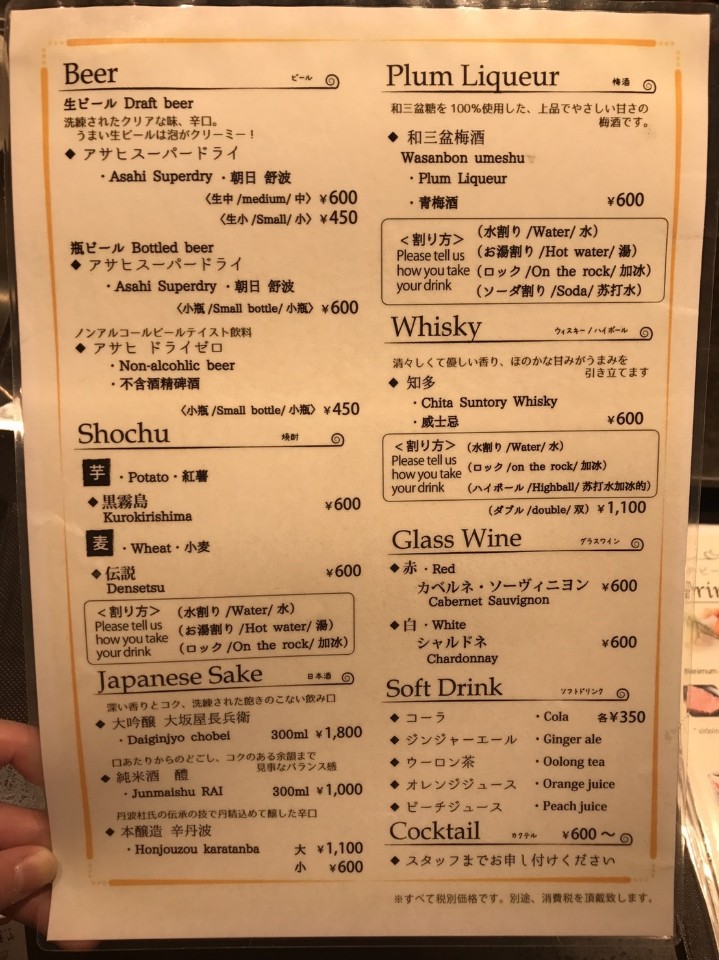 Beer ビール
生ビール Draft beer
洗練されたクリアな味、辛口。
うまい生ビールは泡がクリーミー！
◆ アサヒスーパードライ
・Asahi Superdry ・朝日 舒波
〈生中 /medium/ 中〉 ¥600
〈生小 /Small/ 小〉 ¥450
瓶ビール Bottled beer
◆ アサヒスーパードライ
・Asahi Superdry ・朝日 舒波
〈小瓶 /Small bottle/ 小瓶〉 ¥600
ノンアルコールビールテイスト飲料
◆ アサヒ ドライゼロ
・Non-alcohlic beer
・不含酒精碑酒
〈小瓶 /Small bottle/ 小瓶〉 ¥450
Shochu 焼酎
芋 ・Potato・紅薯
◆黒霧島 ¥600
Kurokirishima
麦 ・Wheat・小麦
◆伝説 ¥600
Densetsu
＜割り方＞
Please tell us
how you take
your drink
（水割り /Water/ 水）
（お湯割り /Hot water/ 湯）
（ロック /On the rock/ 加冰）
Japanese Sake 日本酒
深い香りとコク、洗練された飽きのこない飲み口
◆ 大吟醸 大坂屋長兵衛
・Daiginjyo chobei 300ml ¥1,800
口あたりからのどごし、コクのある余韻まで
見事なバランス感
◆ 純米酒 醴
・Junmaishu RAI 300ml ¥1,000
丹波杜氏の伝承の技で丹精込めて醸した辛口
◆ 本醸造 辛丹波
・Honjouzou karatanba 大 ¥1,100
小 ¥600
Plum Liqueur 梅酒
和三盆糖を 100%使用した、上品でやさしい甘さの
梅酒です。
◆ 和三盆梅酒
Wasanbon umeshu
・Plum Liqueur
・青梅酒 ¥600
＜割り方＞
Please tell us
how you take
your drink
（水割り /Water/ 水）
（お湯割り /Hot water/ 湯）
（ロック /On the rock/ 加冰）
（ソーダ割り /Soda/ 苏打水）
Whisky ウィスキー / ハイボール
清々しくて優しい香り、ほのかな甘みがうまみを
引き立てます
◆ 知多
・Chita Suntory Whisky
・威士忌 ¥600
＜割り方＞
Please tell us
how you take
your drink
（水割り /Water/ 水）
（ロック /on the rock/ 加冰）
（ハイボール /Highball/ 苏打水加冰的）
（ダブル /double/ 双）¥1,100
Glass Wine グラスワイン
◆ 赤 ・Red
カベルネ・ソーヴィニヨン ¥600
Cabernet Sauvignon
◆ 白・White
シャルドネ ¥600
Chardonnay
Soft Drink ソフトドリンク
◆ コーラ ・Cola 各¥350
◆ ジンジャーエール ・Ginger ale
◆ ウーロン茶 ・Oolong tea
◆ オレンジジュース ・Orange juice
◆ ピーチジュース ・Peach juice
Cocktail カクテル ¥600～
◆ スタッフまでお申し付けください
※すべて税別価格です。別途、消費税を頂戴致します。